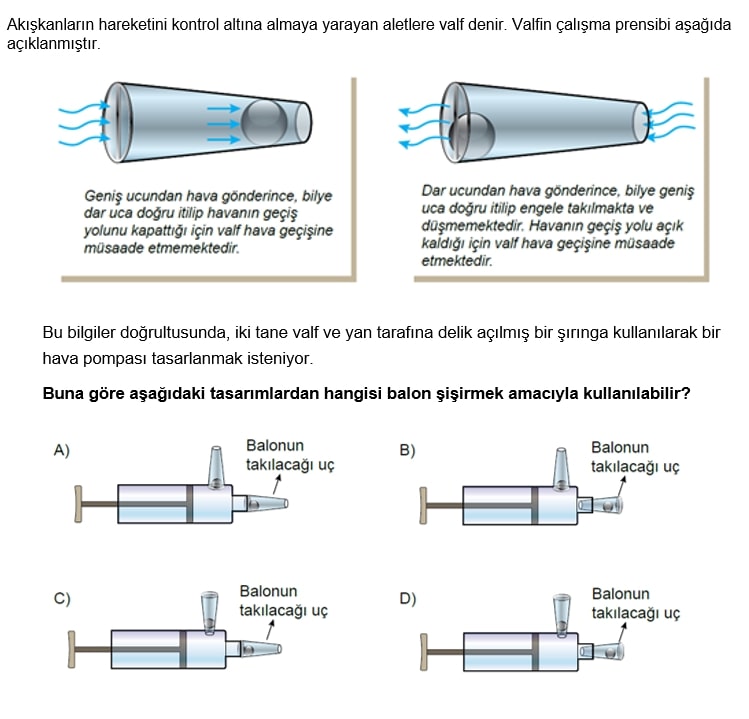 Akışkanların hareketini kontrol altına almaya yarayan aletlere valf denir. Valfin çalışma prensibi aşağıda
açıklanmıştır.
Geniş ucundan hava gönderince, bilye
dar uca doğru itilip havanın geçiş
yolunu kapattığı için valf hava geçişine
müsaade etmemektedir.
Dar ucundan hava gönderince, bilye geniş
uca doğru itilip engele takılmakta ve
düşmemektedir. Havanın geçiş yolu açık
kaldığı için valf hava geçişine müsaade
etmektedir.
Bu bilgiler doğrultusunda, iki tane valf ve yan tarafına delik açılmış bir şırınga kullanılarak bir
hava pompası tasarlanmak isteniyor.
Buna göre aşağıdaki tasarımlardan hangisi balon şişirmek amacıyla kullanılabilir?
A)
Balonun
takılacağı uç
B)
Balonun
takılacağı uç
C)
Balonun
takılacağı uç
D)
Balonun
takılacağı uç